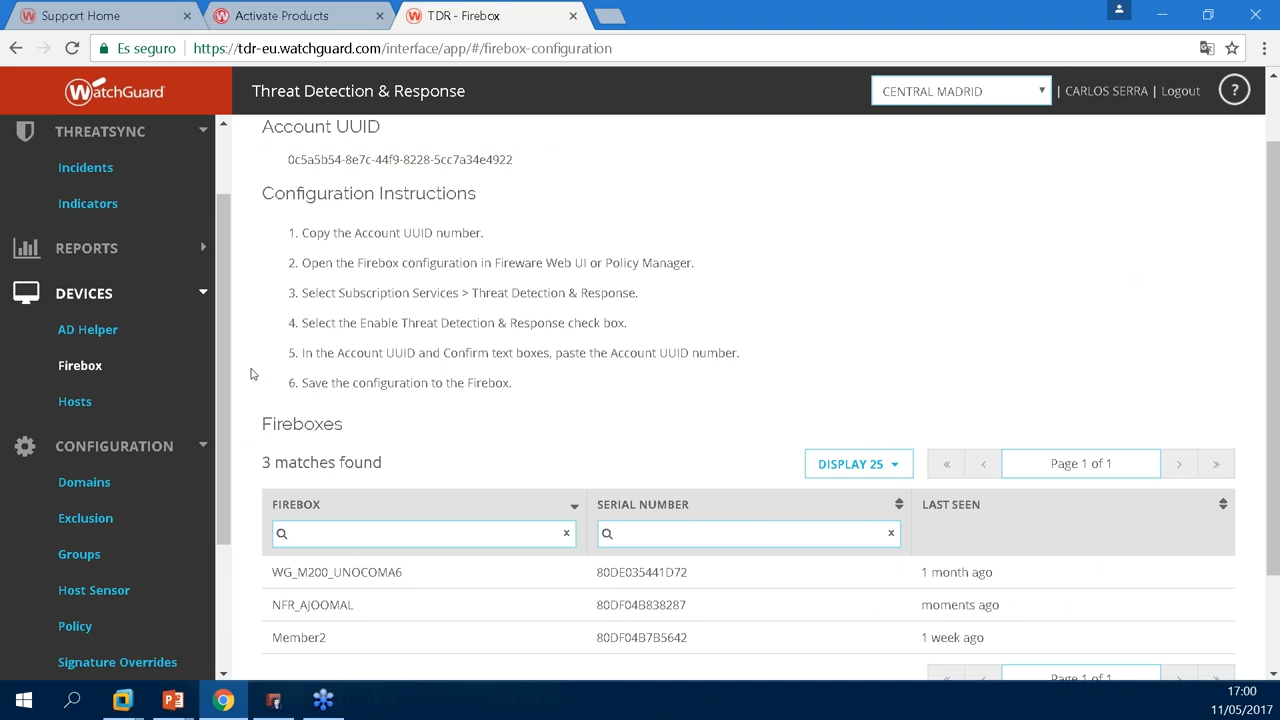 Support Home
Activate Products
TDR - Firebox
Es seguro
https://tdr-eu.watchguard.com/interface/app/#/firebox-configuration
WatchGuard
Threat Detection & Response
CENTRAL MADRID
| CARLOS SERRA | Logout
?
THREATSYNC
Incidents
Indicators
REPORTS
DEVICES
AD Helper
Firebox
Hosts
CONFIGURATION
Domains
Exclusion
Groups
Host Sensor
Policy
Signature Overrides
Account UUID
0c5a5b54-8e7c-44f9-8228-5cc7a34e4922
Configuration Instructions
1. Copy the Account UUID number.
2. Open the Firebox configuration in Fireware Web UI or Policy Manager.
3. Select Subscription Services > Threat Detection & Response.
4. Select the Enable Threat Detection & Response check box.
5. In the Account UUID and Confirm text boxes, paste the Account UUID number.
6. Save the configuration to the Firebox.
Fireboxes
3 matches found
DISPLAY 25
« ‹ Page 1 of 1 › »
FIREBOX SERIAL NUMBER LAST SEEN
x x
WG_M200_UNOCOMA6 80DE035441D72 1 month ago
NFR_AJOOMAL 80DF04B838287 moments ago
Member2 80DF04B7B5642 1 week ago
Page 1 of 1
17:00
11/05/2017